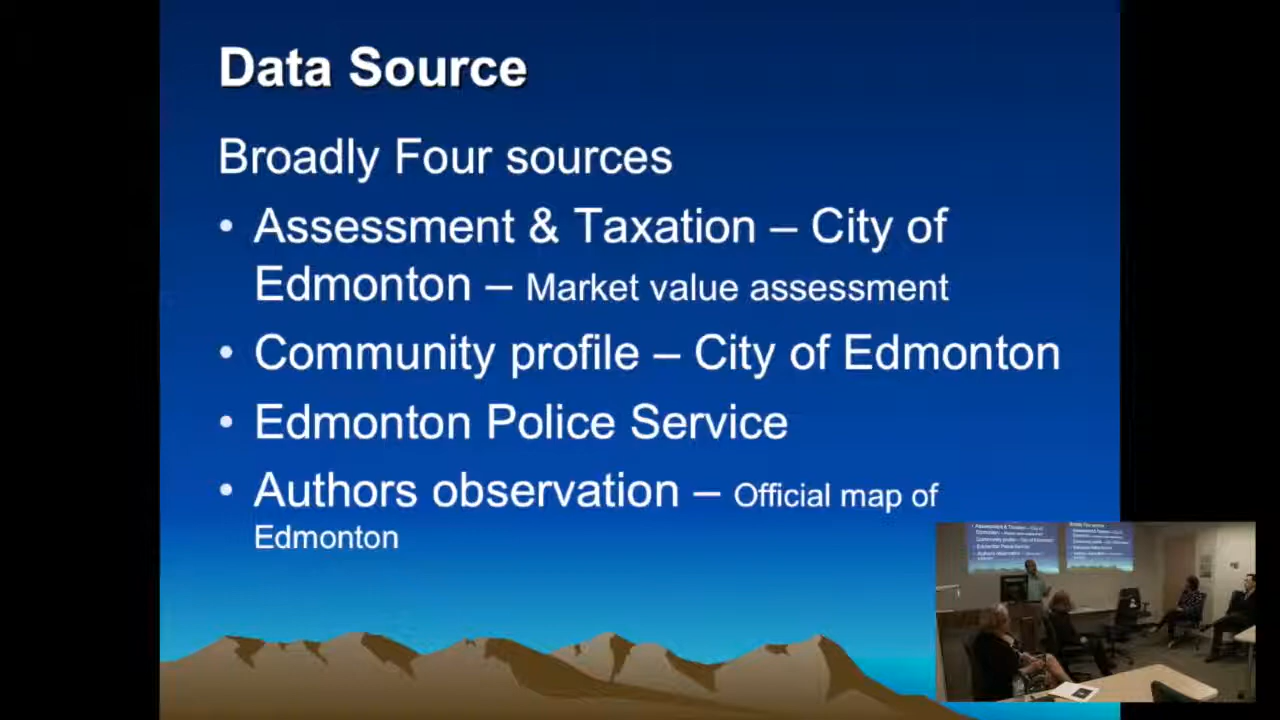 Data Source
Broadly Four sources
• Assessment & Taxation – City of
Edmonton – Market value assessment
• Community profile – City of Edmonton
• Edmonton Police Service
• Authors observation – Official map of
Edmonton